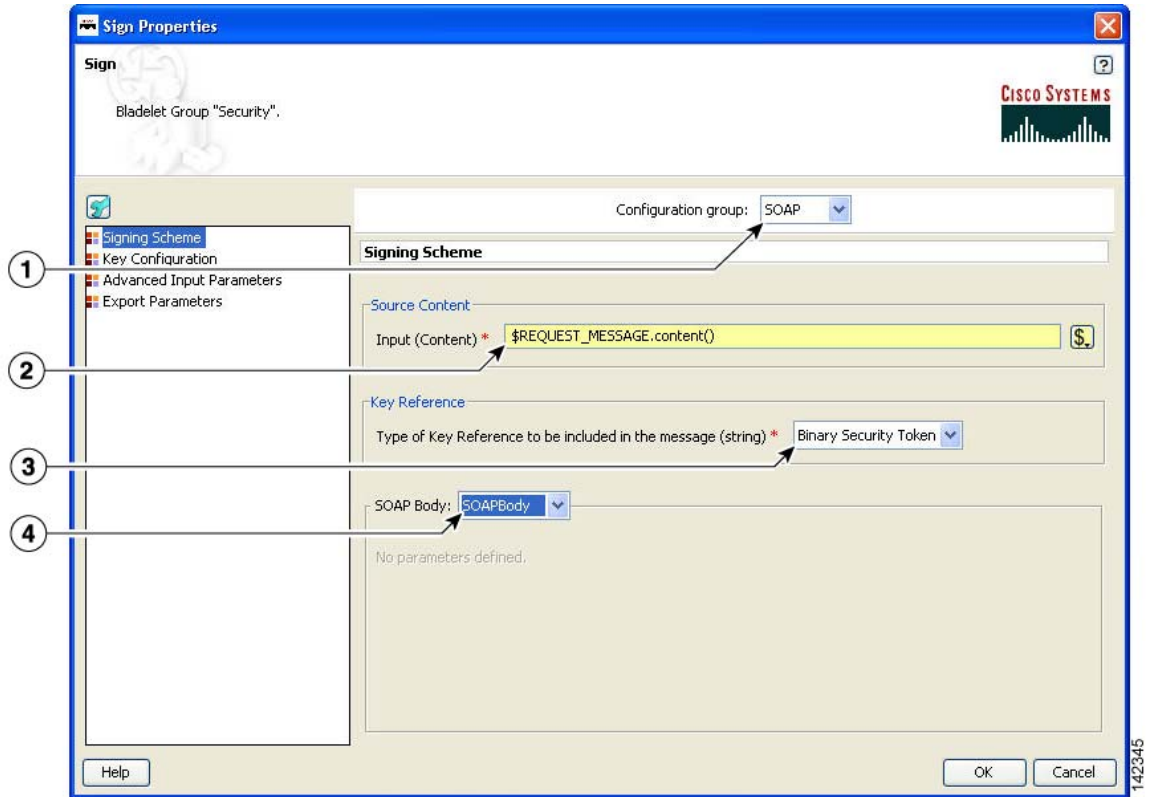 Sign Properties
Sign
Bladelet Group "Security".
CISCO SYSTEMS
Configuration group: SOAP
Signing Scheme
Key Configuration
Advanced Input Parameters
Export Parameters
Signing Scheme
1
Source Content
Input (Content) * $REQUEST_MESSAGE.content()
$
2
Key Reference
Type of Key Reference to be included in the message (string) * Binary Security Token
3
SOAP Body: SOAPBody
4
No parameters defined.
Help
OK
Cancel
142345